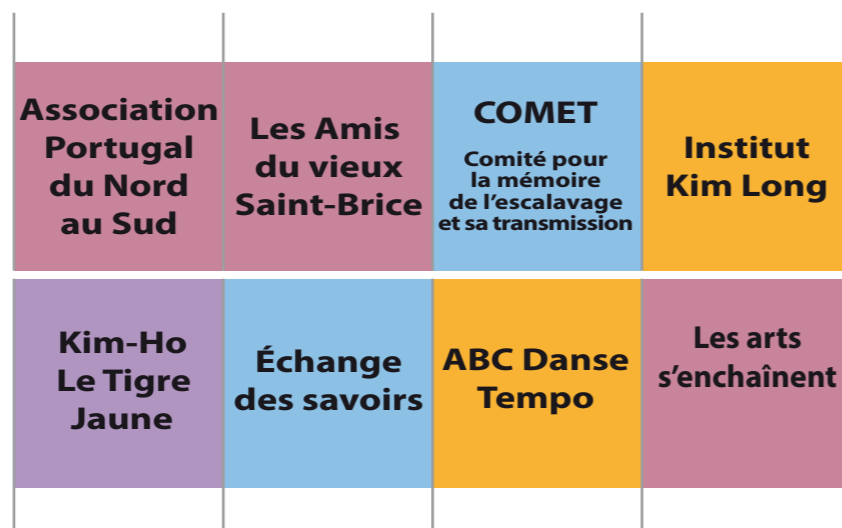 Association
Portugal
du Nord
au Sud
Les Amis
du vieux
Saint-Brice
COMET
Comité pour
la mémoire
de l’escalavage
et sa transmission
Institut
Kim Long
Kim-Ho
Le Tigre
Jaune
Échange
des savoirs
ABC Danse
Tempo
Les arts
s’enchaînent